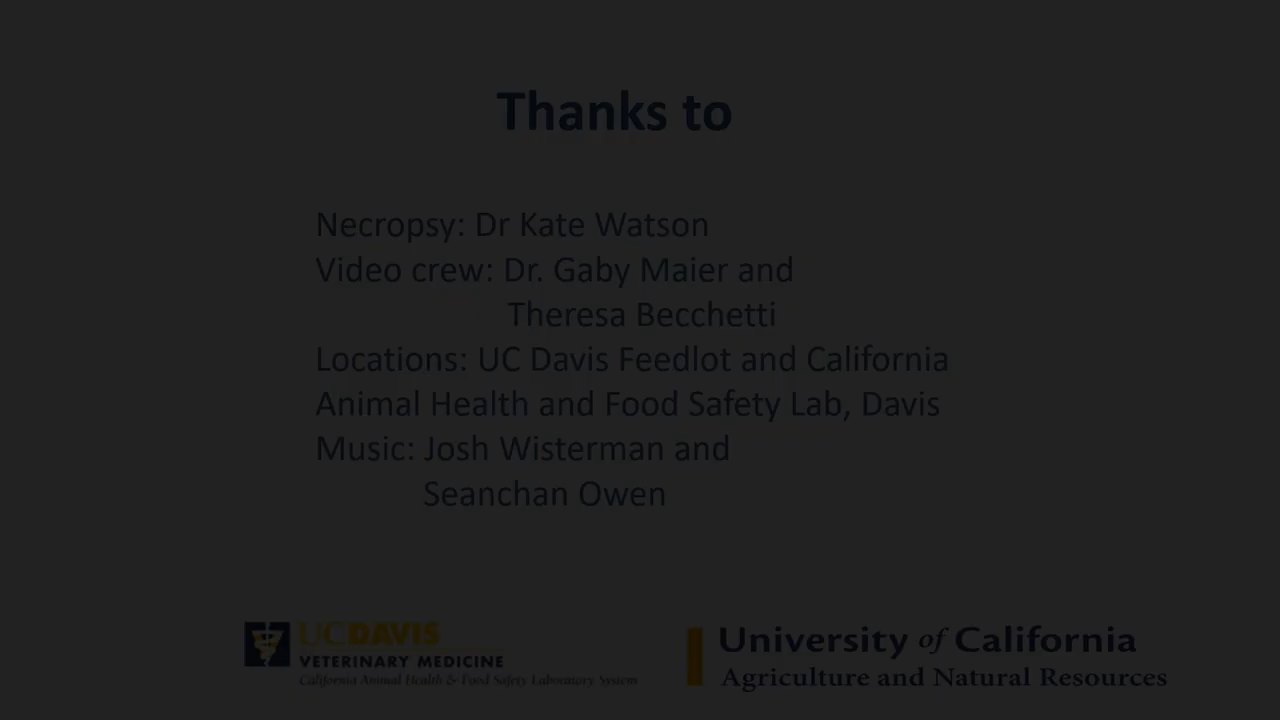 Thanks to
Necropsy: Dr Kate Watson
Video crew: Dr. Gaby Maier and
Theresa Becchetti
Locations: UC Davis Feedlot and California
Animal Health and Food Safety Lab, Davis
Music: Josh Wisterman and
Seanchan Owen
UCDAVIS
VETERINARY MEDICINE
California Animal Health & Food Safety Laboratory System
University of California
Agriculture and Natural Resources